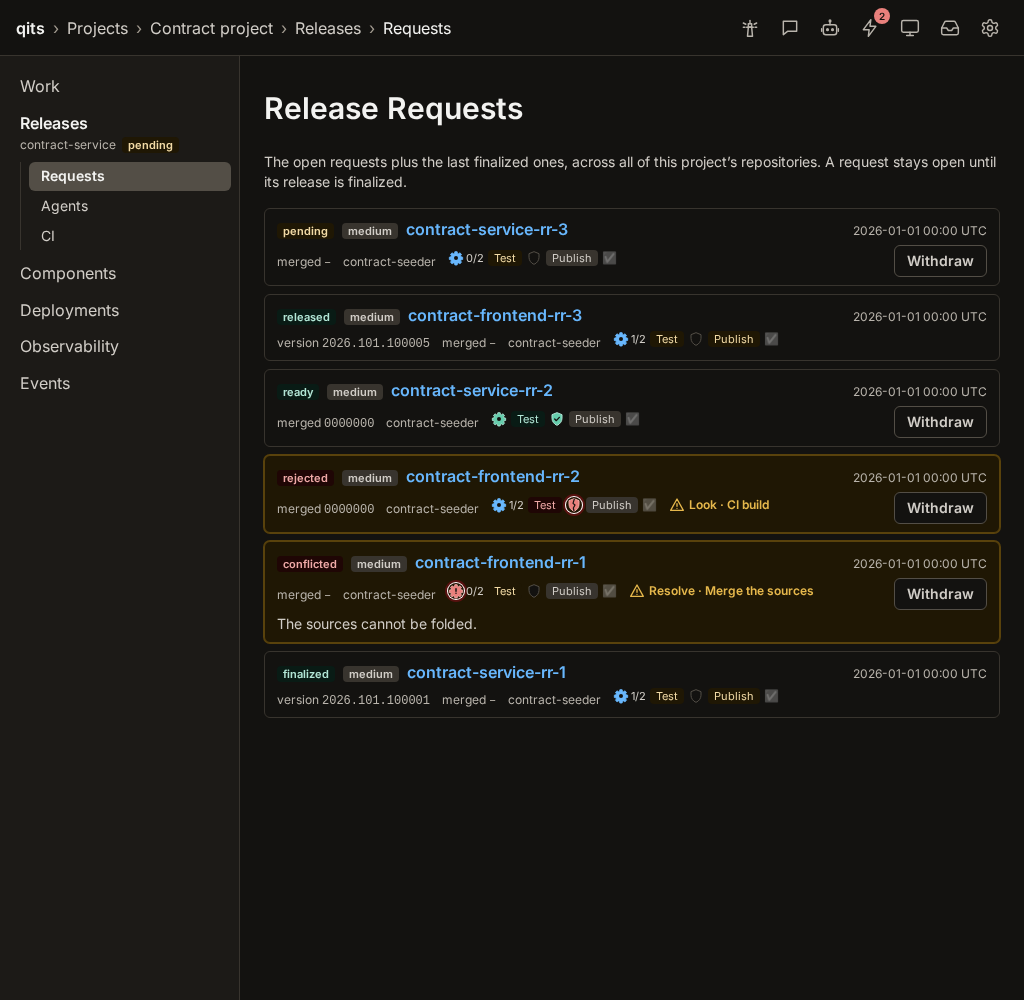 qits › Projects › Contract project › Releases › Requests
2
Work
Releases
contract-service pending
Requests
Agents
CI
Components
Deployments
Observability
Events
Release Requests
The open requests plus the last finalized ones, across all of this project’s repositories. A request stays open until
its release is finalized.
pending medium contract-service-rr-3 2026-01-01 00:00 UTC
merged – contract-seeder 0/2 Test Publish Withdraw
released medium contract-frontend-rr-3 2026-01-01 00:00 UTC
version 2026.101.100005 merged – contract-seeder 1/2 Test Publish
ready medium contract-service-rr-2 2026-01-01 00:00 UTC
merged 0000000 contract-seeder Test Publish Withdraw
rejected medium contract-frontend-rr-2 2026-01-01 00:00 UTC
merged 0000000 contract-seeder 1/2 Test Publish Look · CI build Withdraw
conflicted medium contract-frontend-rr-1 2026-01-01 00:00 UTC
merged – contract-seeder 0/2 Test Publish Resolve · Merge the sources Withdraw
The sources cannot be folded.
finalized medium contract-service-rr-1 2026-01-01 00:00 UTC
version 2026.101.100001 merged – contract-seeder 1/2 Test Publish